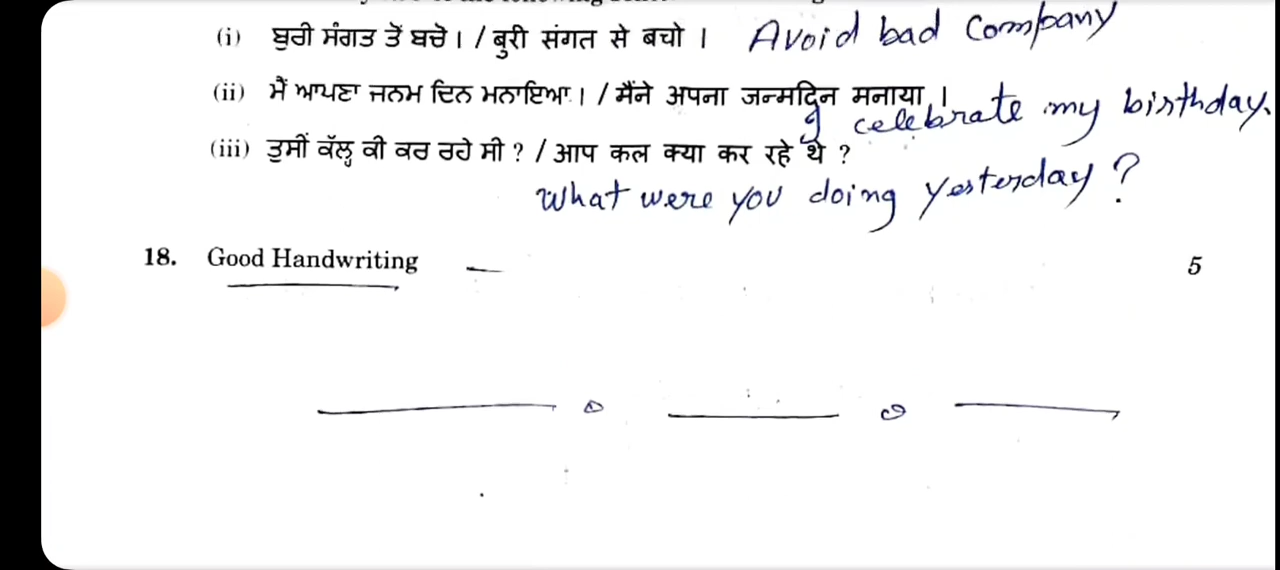 (i) ਬੁਰੀ ਸੰਗਤ ਤੋਂ ਬਚੋ। / बुरी संगत से बचो । Avoid bad Company
(ii) ਮੈਂ ਆਪਣਾ ਜਨਮ ਦਿਨ ਮਨਾਇਆ। / मैंने अपना जन्मदिन मनाया ।
I celebrate my birthday.
(iii) ਤੁਸੀਂ ਕੱਲ੍ਹ ਕੀ ਕਰ ਰਹੇ ਸੀ ? / आप कल क्या कर रहे थे ?
What were you doing yesterday ?
18. Good Handwriting 5